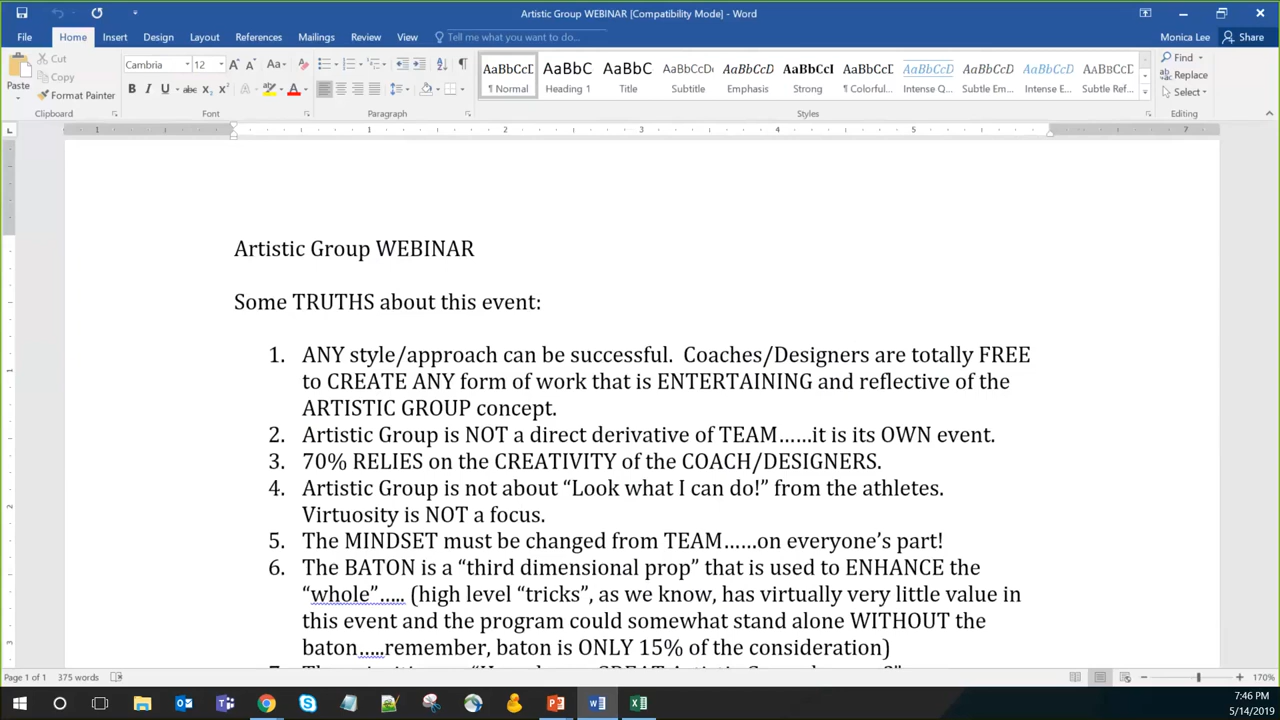 Artistic Group WEBINAR [Compatibility Mode] - Word
File Home Insert Design Layout References Mailings Review View Tell me what you want to do... Monica Lee Share
Cut
Copy
Format Painter
Paste
Clipboard
Cambria 12
Font
Paragraph
AaBbCcD AaBbC AaBbC AaBbCcD AaBbCcD AaBbCcI AaBbCcD AaBbCcD AaBbCcD AaBbCcD AABBCCD
¶ Normal Heading 1 Title Subtitle Emphasis Strong ¶ Colorful... Intense Q... Subtle Em... Intense E... Subtle Ref...
Styles
Find
Replace
Select
Editing
1 1 2 3 4 5 7
Artistic Group WEBINAR
Some TRUTHS about this event:
1. ANY style/approach can be successful. Coaches/Designers are totally FREE
to CREATE ANY form of work that is ENTERTAINING and reflective of the
ARTISTIC GROUP concept.
2. Artistic Group is NOT a direct derivative of TEAM……it is its OWN event.
3. 70% RELIES on the CREATIVITY of the COACH/DESIGNERS.
4. Artistic Group is not about “Look what I can do!” from the athletes.
Virtuosity is NOT a focus.
5. The MINDSET must be changed from TEAM……on everyone’s part!
6. The BATON is a “third dimensional prop” that is used to ENHANCE the
“whole”….. (high level “tricks”, as we know, has virtually very little value in
this event and the program could somewhat stand alone WITHOUT the
baton…..remember, baton is ONLY 15% of the consideration)
Page 1 of 1 375 words 170%
7:46 PM
5/14/2019